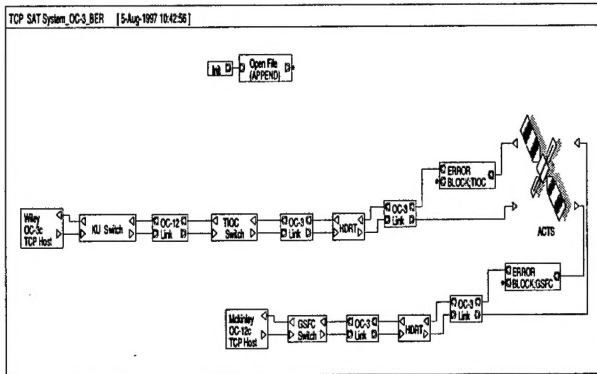 TCP SAT System_OC-3_BER [5-Aug-1997 10:42:56]
Init
Open File
(APPEND)
ERROR
BLOCK;TIOC
Wiley
OC-3c
TCP Host
KU Switch
OC-12
Link
TIOC
Switch
OC-3
Link
HDRT
OC-3
Link
ACTS
ERROR
BLOCK;GSFC
Mckinley
OC-12c
TCP Host
GSFC
Switch
OC-3
Link
HDRT
OC-3
Link